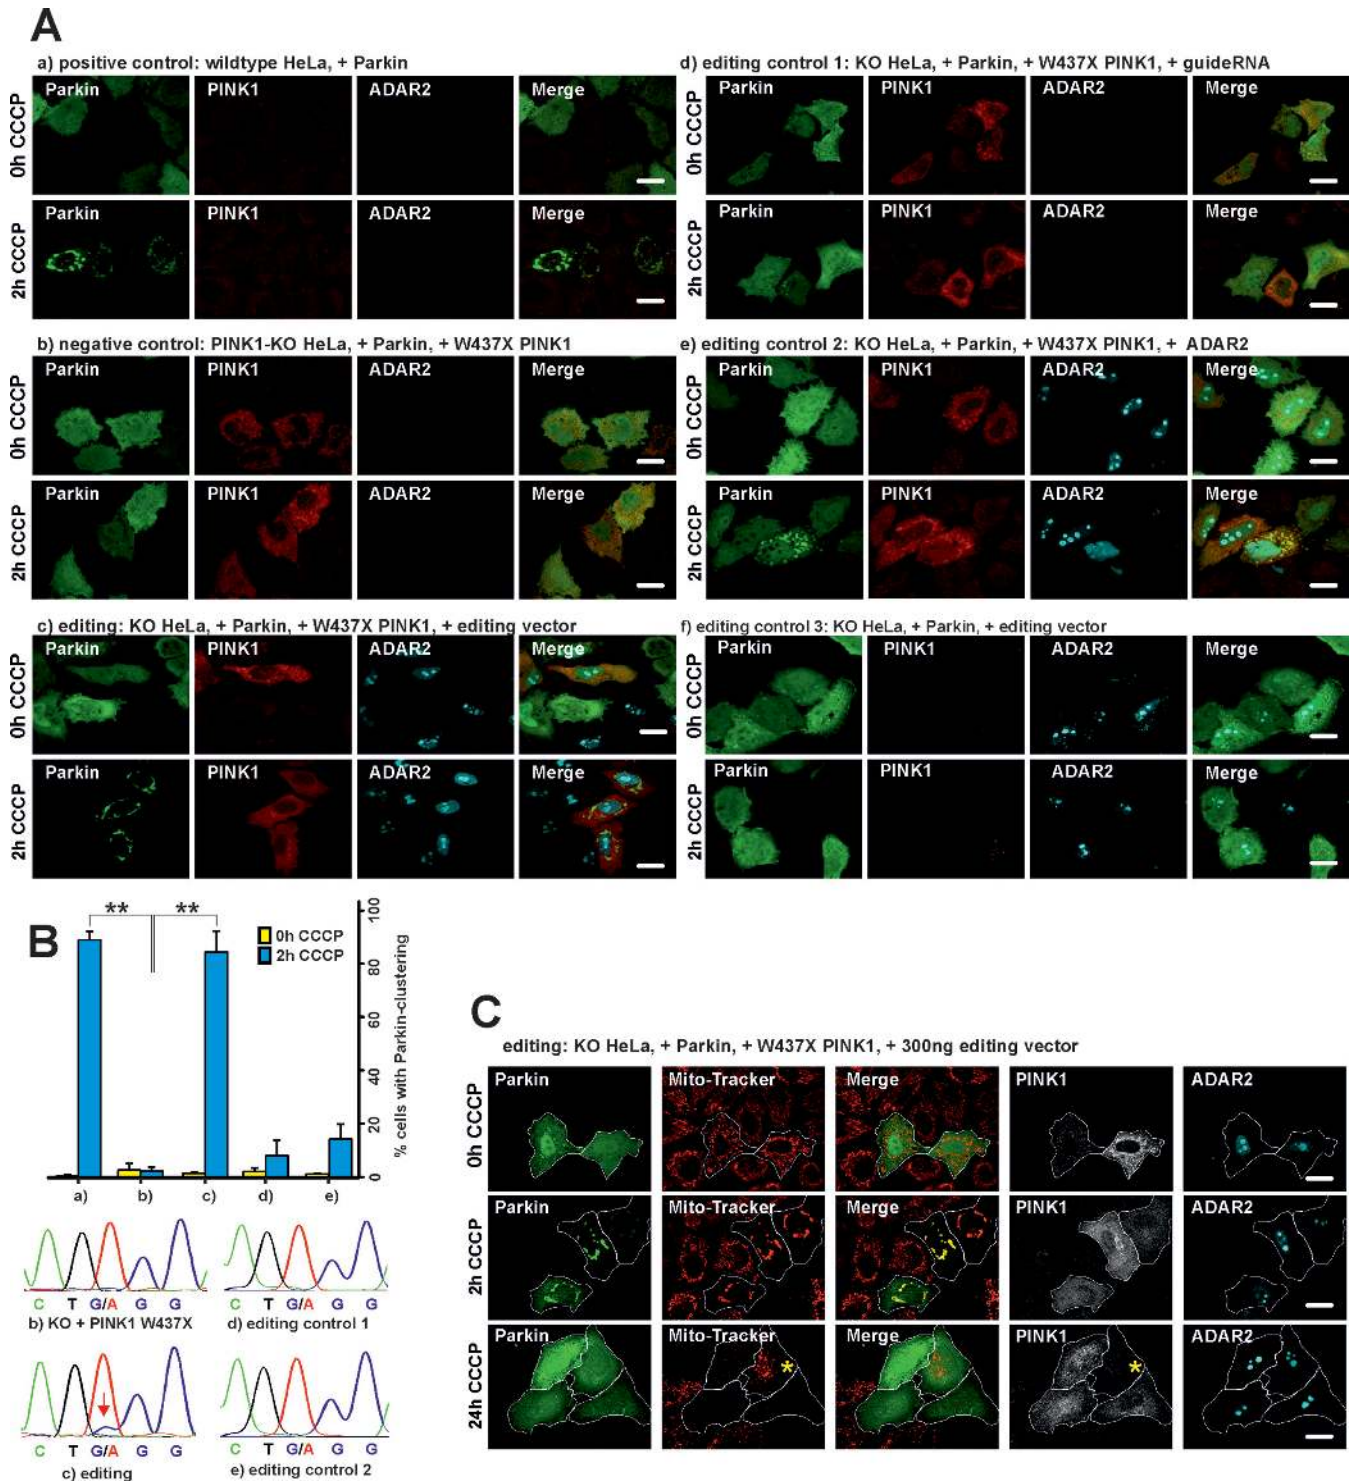 A
a) positive control: wildtype HeLa, + Parkin
0h CCCP
Parkin PINK1 ADAR2 Merge
2h CCCP
Parkin PINK1 ADAR2 Merge
b) negative control: PINK1-KO HeLa, + Parkin, + W437X PINK1
0h CCCP
Parkin PINK1 ADAR2 Merge
2h CCCP
Parkin PINK1 ADAR2 Merge
c) editing: KO HeLa, + Parkin, + W437X PINK1, + editing vector
0h CCCP
Parkin PINK1 ADAR2 Merge
2h CCCP
Parkin PINK1 ADAR2 Merge
d) editing control 1: KO HeLa, + Parkin, + W437X PINK1, + guideRNA
0h CCCP
Parkin PINK1 ADAR2 Merge
2h CCCP
Parkin PINK1 ADAR2 Merge
e) editing control 2: KO HeLa, + Parkin, + W437X PINK1, + ADAR2
0h CCCP
Parkin PINK1 ADAR2 Merge
2h CCCP
Parkin PINK1 ADAR2 Merge
f) editing control 3: KO HeLa, + Parkin, + editing vector
0h CCCP
Parkin PINK1 ADAR2 Merge
2h CCCP
Parkin PINK1 ADAR2 Merge
B
** **
0h CCCP
2h CCCP
100
80
60
40
20
0
% cells with Parkin-clustering
a) b) c) d) e)
C T G/A G G
b) KO + PINK1 W437X
C T G/A G G
d) editing control 1
C T G/A G G
c) editing
C T G/A G G
e) editing control 2
C
editing: KO HeLa, + Parkin, + W437X PINK1, + 300ng editing vector
0h CCCP
Parkin Mito-Tracker Merge PINK1 ADAR2
2h CCCP
Parkin Mito-Tracker Merge PINK1 ADAR2
24h CCCP
Parkin Mito-Tracker Merge PINK1 ADAR2
* *